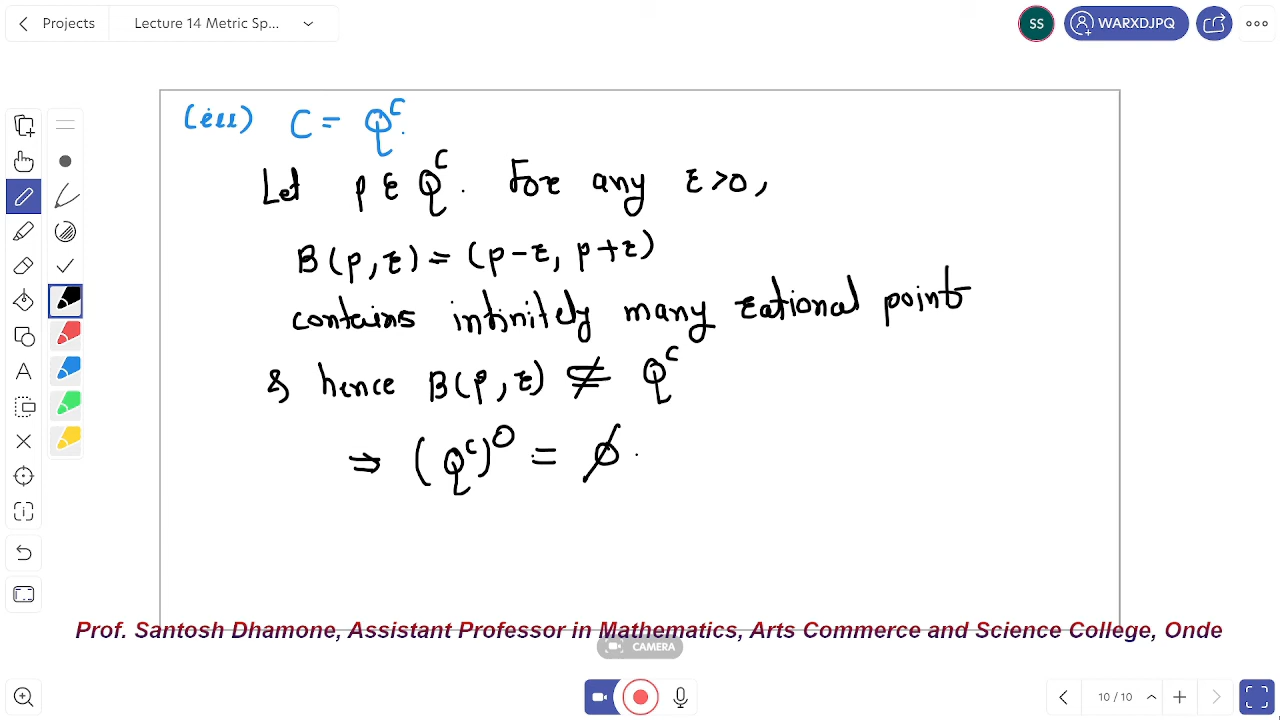 Projects
Lecture 14 Metric Sp...
SS
WARXDJPQ
(iii) C = Q^c.
Let p ∈ Q^c. For any r > 0,
B(p, r) = (p - r, p + r)
contains infinitely many rational points
& hence B(p, r) ⊈ Q^c
⇒ (Q^c)^o = ϕ.
Prof. Santosh Dhamone, Assistant Professor in Mathematics, Arts Commerce and Science College, Onde
CAMERA
10 / 10